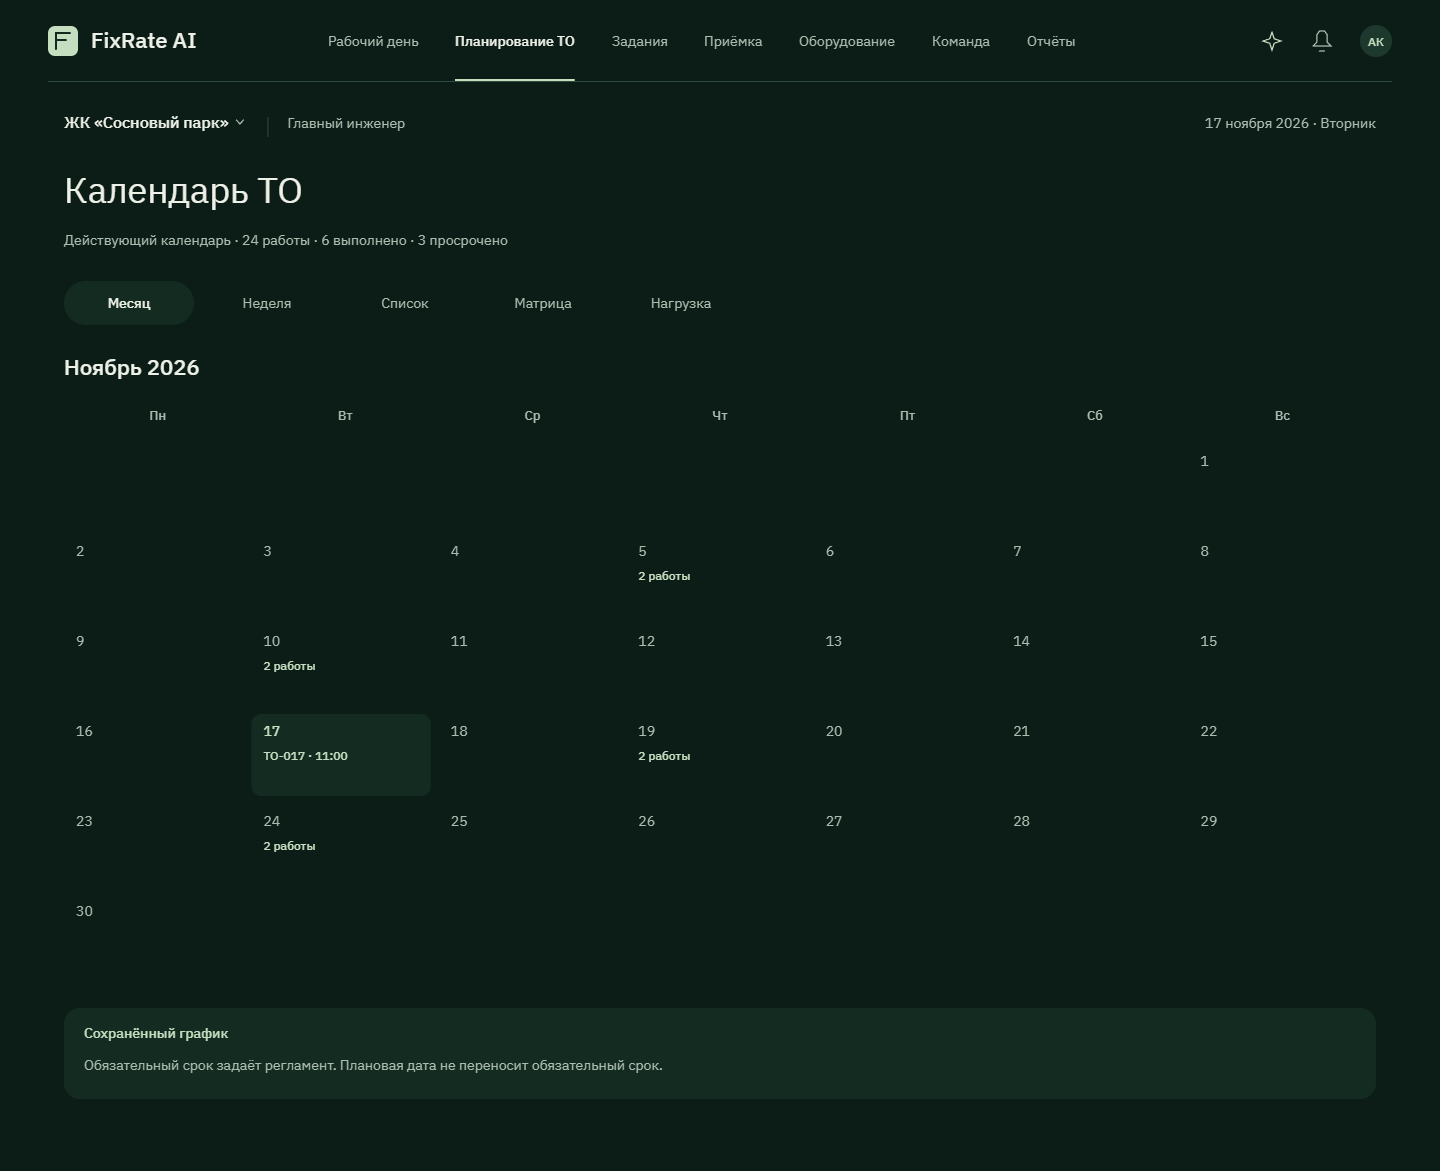 FixRate AI
Рабочий день Планирование ТО Задания Приёмка Оборудование Команда Отчёты
АК
ЖК «Сосновый парк» Главный инженер 17 ноября 2026 · Вторник
Календарь ТО
Действующий календарь · 24 работы · 6 выполнено · 3 просрочено
Месяц Неделя Список Матрица Нагрузка
Ноябрь 2026
Пн Вт Ср Чт Пт Сб Вс
1
2 3 4 5 6 7 8
2 работы
9 10 11 12 13 14 15
2 работы
16 17 18 19 20 21 22
ТО-017 · 11:00 2 работы
23 24 25 26 27 28 29
2 работы
30
Сохранённый график
Обязательный срок задаёт регламент. Плановая дата не переносит обязательный срок.